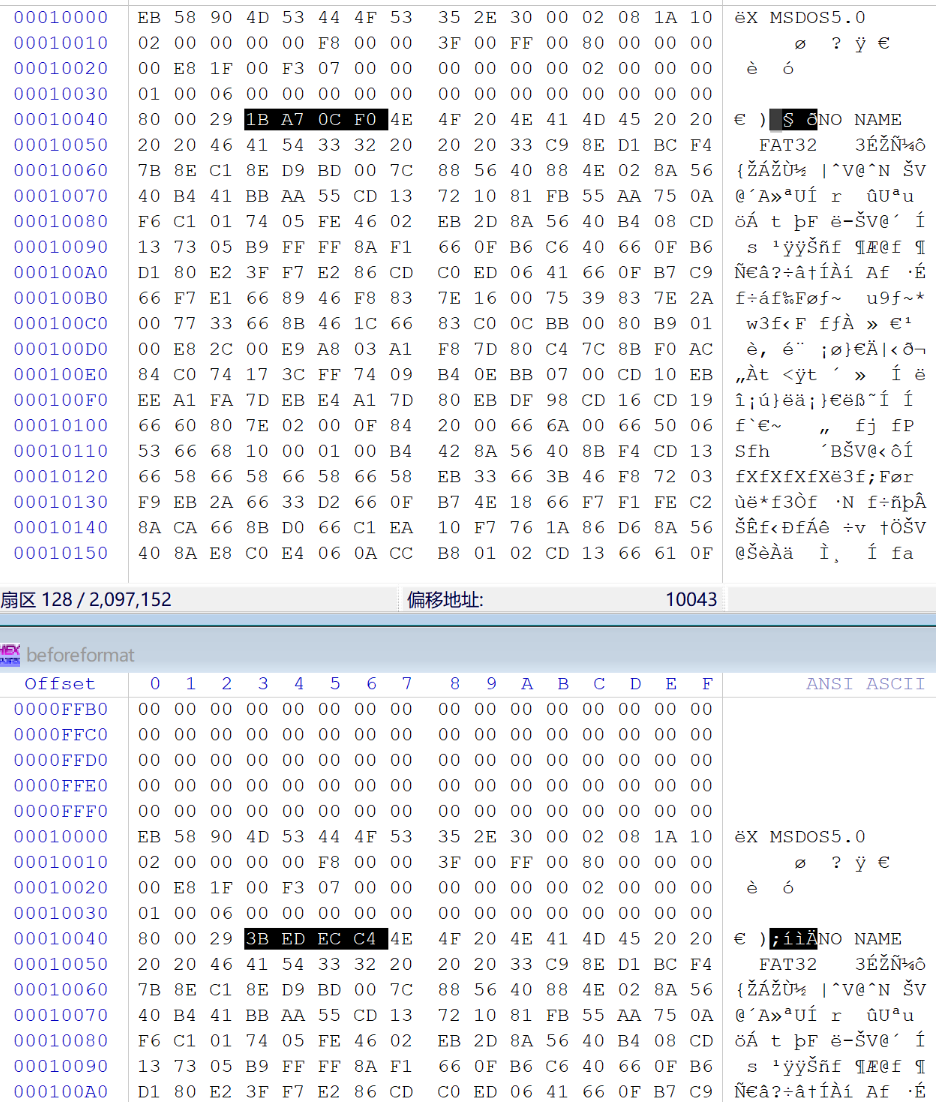 00010000 EB 58 90 4D 53 44 4F 53 35 2E 30 00 02 08 1A 10 ëX MSDOS5.0
00010010 02 00 00 00 00 F8 00 00 3F 00 FF 00 80 00 00 00 ø ? ÿ €
00010020 00 E8 1F 00 F3 07 00 00 00 00 00 00 02 00 00 00 è ó
00010030 01 00 06 00 00 00 00 00 00 00 00 00 00 00 00 00
00010040 80 00 29 1B A7 0C F0 4E 4F 20 4E 41 4D 45 20 20 € ) § ðNO NAME
00010050 20 20 46 41 54 33 32 20 20 20 33 C9 8E D1 BC F4 FAT32 3ÉŽÑ¼ô
00010060 7B 8E C1 8E D9 BD 00 7C 88 56 40 88 4E 02 8A 56 {ŽÁŽÙ½ |ˆV@ˆN ŠV
00010070 40 B4 41 BB AA 55 CD 13 72 10 81 FB 55 AA 75 0A @´A»ªUÍ r ûUªu
00010080 F6 C1 01 74 05 FE 46 02 EB 2D 8A 56 40 B4 08 CD öÁ t þF ë-ŠV@´ Í
00010090 13 73 05 B9 FF FF 8A F1 66 0F B6 C6 40 66 0F B6 s ¹ÿÿŠñf ¶Æ@f ¶
000100A0 D1 80 E2 3F F7 E2 86 CD C0 ED 06 41 66 0F B7 C9 Ñ€â?÷â†ÍÀí Af ·É
000100B0 66 F7 E1 66 89 46 F8 83 7E 16 00 75 39 83 7E 2A f÷áf‰Føƒ~ u9ƒ~*
000100C0 00 77 33 66 8B 46 1C 66 83 C0 0C BB 00 80 B9 01 w3f‹F fƒÀ » €¹
000100D0 00 E8 2C 00 E9 A8 03 A1 F8 7D 80 C4 7C 8B F0 AC è, é¨ ¡ø}€Ä|‹ð¬
000100E0 84 C0 74 17 3C FF 74 09 B4 0E BB 07 00 CD 10 EB „Àt <ÿt ´ » Í ë
000100F0 EE A1 FA 7D EB E4 A1 7D 80 EB DF 98 CD 16 CD 19 î¡ú}ëä¡}€ëß˜Í Í
00010100 66 60 80 7E 02 00 0F 84 20 00 66 6A 00 66 50 06 f`€~ „ fj fP
00010110 53 66 68 10 00 01 00 B4 42 8A 56 40 8B F4 CD 13 Sfh ´BŠV@‹ôÍ
00010120 66 58 66 58 66 58 66 58 EB 33 66 3B 46 F8 72 03 fXfXfXfXë3f;Før
00010130 F9 EB 2A 66 33 D2 66 0F B7 4E 18 66 F7 F1 FE C2 ùë*f3Òf ·N f÷ñþÂ
00010140 8A CA 66 8B D0 66 C1 EA 10 F7 76 1A 86 D6 8A 56 ŠÊf‹ÐfÁê ÷v †ÖŠV
00010150 40 8A E8 C0 E4 06 0A CC B8 01 02 CD 13 66 61 0F @ŠèÀä Ì¸ Í fa
扇区 128 / 2,097,152 偏移地址: 10043
beforeformat
Offset 0 1 2 3 4 5 6 7 8 9 A B C D E F ANSI ASCII
0000FFB0 00 00 00 00 00 00 00 00 00 00 00 00 00 00 00 00
0000FFC0 00 00 00 00 00 00 00 00 00 00 00 00 00 00 00 00
0000FFD0 00 00 00 00 00 00 00 00 00 00 00 00 00 00 00 00
0000FFE0 00 00 00 00 00 00 00 00 00 00 00 00 00 00 00 00
0000FFF0 00 00 00 00 00 00 00 00 00 00 00 00 00 00 00 00
00010000 EB 58 90 4D 53 44 4F 53 35 2E 30 00 02 08 1A 10 ëX MSDOS5.0
00010010 02 00 00 00 00 F8 00 00 3F 00 FF 00 80 00 00 00 ø ? ÿ €
00010020 00 E8 1F 00 F3 07 00 00 00 00 00 00 02 00 00 00 è ó
00010030 01 00 06 00 00 00 00 00 00 00 00 00 00 00 00 00
00010040 80 00 29 3B ED EC C4 4E 4F 20 4E 41 4D 45 20 20 € );íìÄNO NAME
00010050 20 20 46 41 54 33 32 20 20 20 33 C9 8E D1 BC F4 FAT32 3ÉŽÑ¼ô
00010060 7B 8E C1 8E D9 BD 00 7C 88 56 40 88 4E 02 8A 56 {ŽÁŽÙ½ |ˆV@ˆN ŠV
00010070 40 B4 41 BB AA 55 CD 13 72 10 81 FB 55 AA 75 0A @´A»ªUÍ r ûUªu
00010080 F6 C1 01 74 05 FE 46 02 EB 2D 8A 56 40 B4 08 CD öÁ t þF ë-ŠV@´ Í
00010090 13 73 05 B9 FF FF 8A F1 66 0F B6 C6 40 66 0F B6 s ¹ÿÿŠñf ¶Æ@f ¶
000100A0 D1 80 E2 3F F7 E2 86 CD C0 ED 06 41 66 0F B7 C9 Ñ€â?÷â†ÍÀí Af ·É